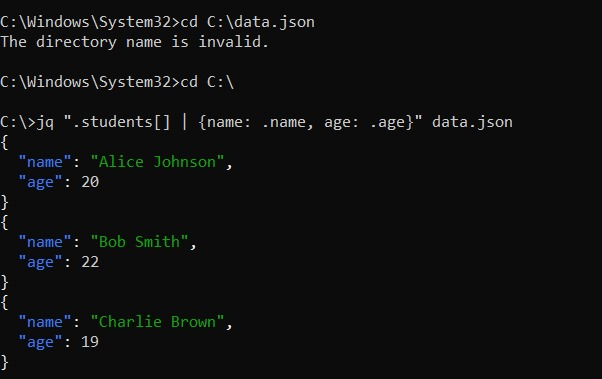 C:\Windows\System32>cd C:\data.json
The directory name is invalid.
C:\Windows\System32>cd C:\
C:\>jq ".students[] | {name: .name, age: .age}" data.json
{
  "name": "Alice Johnson",
  "age": 20
}
{
  "name": "Bob Smith",
  "age": 22
}
{
  "name": "Charlie Brown",
  "age": 19
}